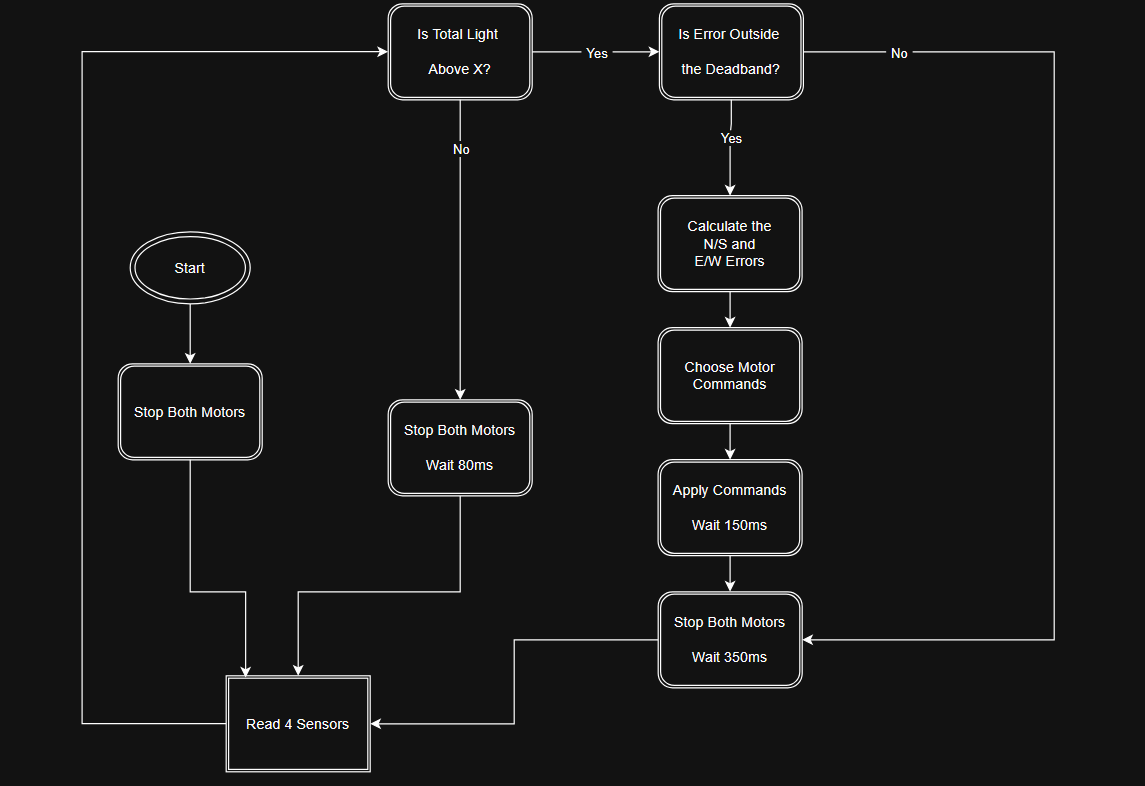 Is Total Light
Above X?
Yes
Is Error Outside
the Deadband?
No
Yes
No
Calculate the
N/S and
E/W Errors
Start
Choose Motor
Commands
Stop Both Motors
Stop Both Motors
Wait 80ms
Apply Commands
Wait 150ms
Stop Both Motors
Wait 350ms
Read 4 Sensors